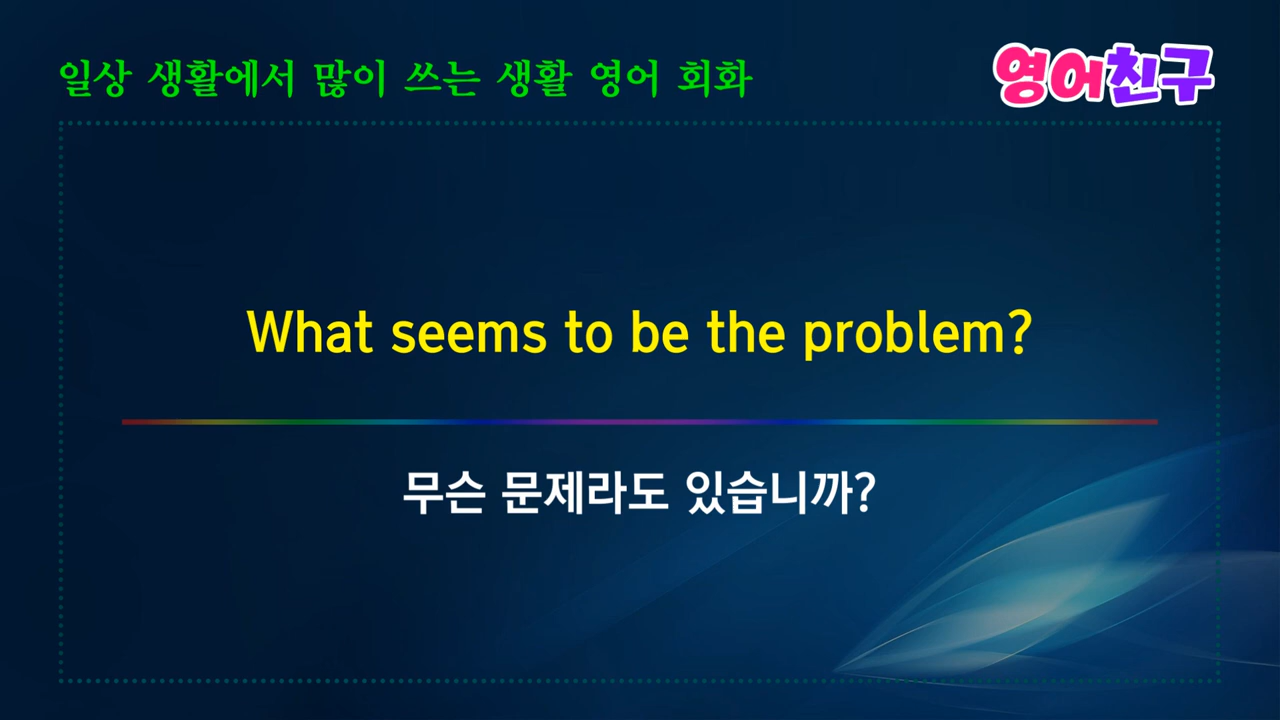 일상 생활에서 많이 쓰는 생활 영어 회화
영어친구
What seems to be the problem?
무슨 문제라도 있습니까?